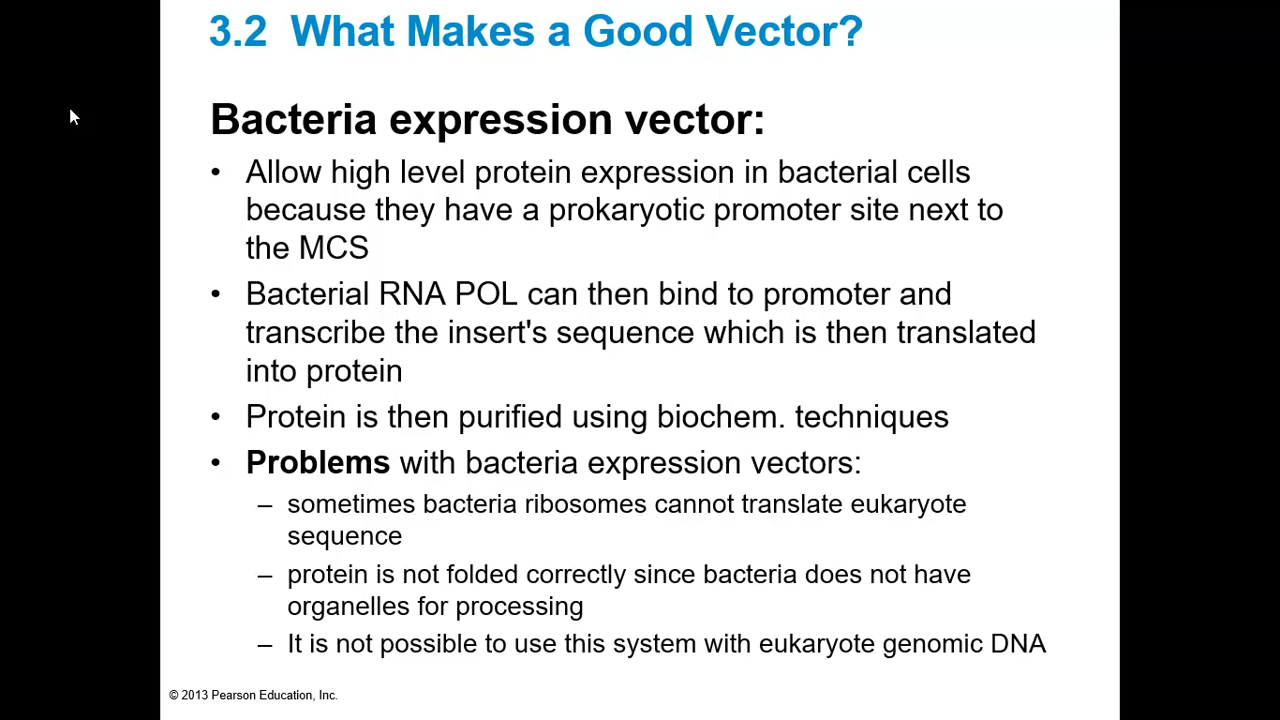 3.2 What Makes a Good Vector?
Bacteria expression vector:
• Allow high level protein expression in bacterial cells
because they have a prokaryotic promoter site next to
the MCS
• Bacterial RNA POL can then bind to promoter and
transcribe the insert's sequence which is then translated
into protein
• Protein is then purified using biochem. techniques
• Problems with bacteria expression vectors:
– sometimes bacteria ribosomes cannot translate eukaryote
sequence
– protein is not folded correctly since bacteria does not have
organelles for processing
– It is not possible to use this system with eukaryote genomic DNA
© 2013 Pearson Education, Inc.